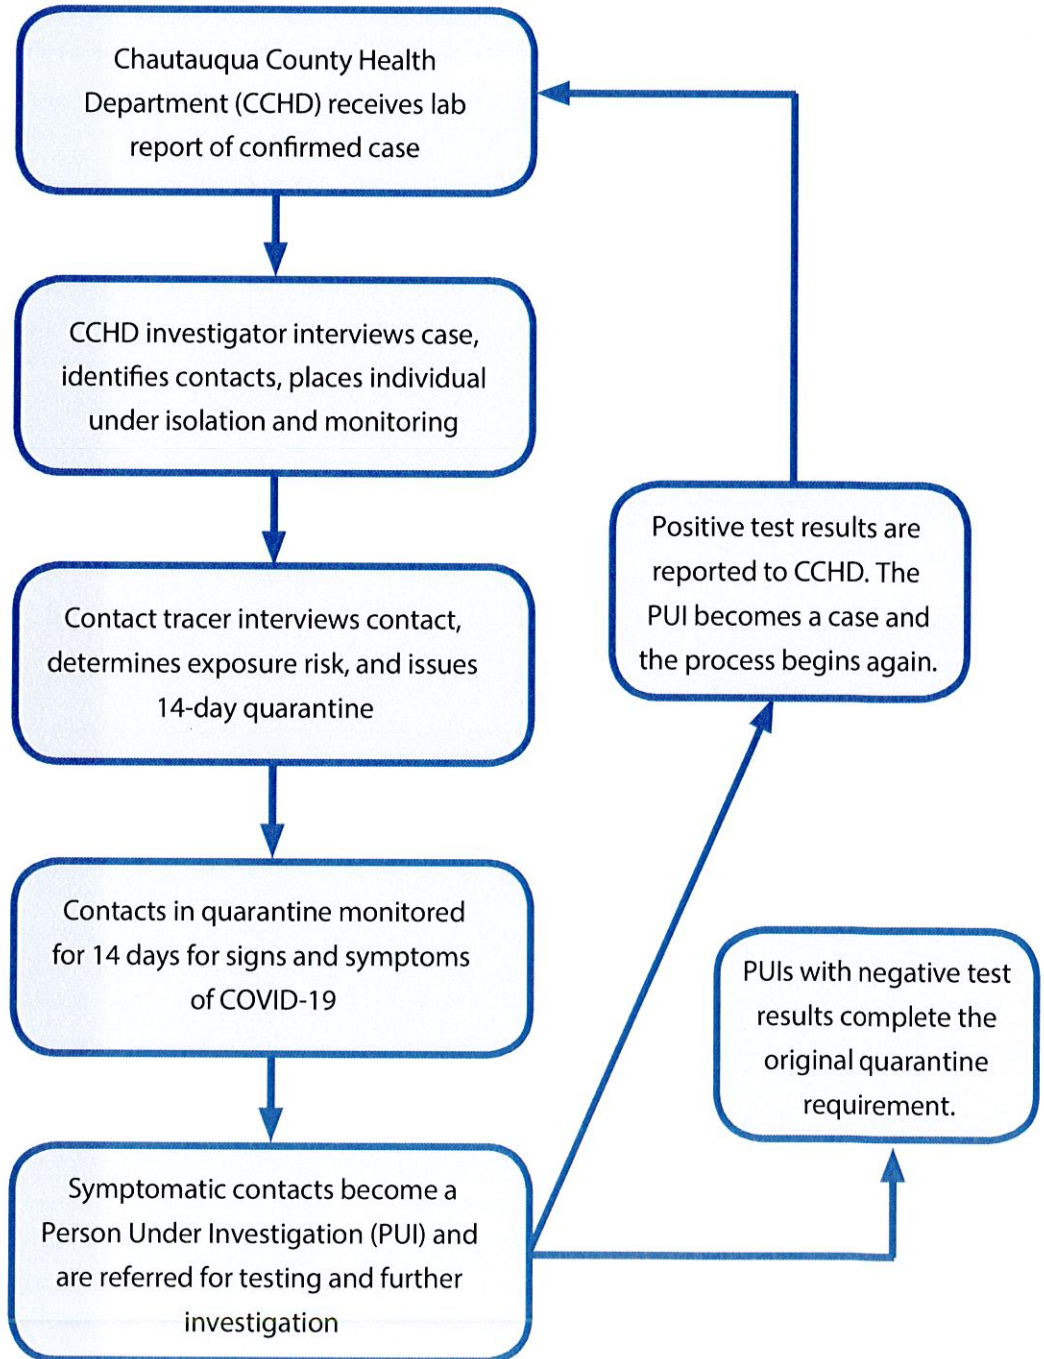 Chautauqua County Health
Department (CCHD) receives lab
report of confirmed case
CCHD investigator interviews case,
identifies contacts, places individual
under isolation and monitoring
Contact tracer interviews contact,
determines exposure risk, and issues
14-day quarantine
Contacts in quarantine monitored
for 14 days for signs and symptoms
of COVID-19
Symptomatic contacts become a
Person Under Investigation (PUI) and
are referred for testing and further
investigation
Positive test results are
reported to CCHD. The
PUI becomes a case and
the process begins again.
PUIs with negative test
results complete the
original quarantine
requirement.